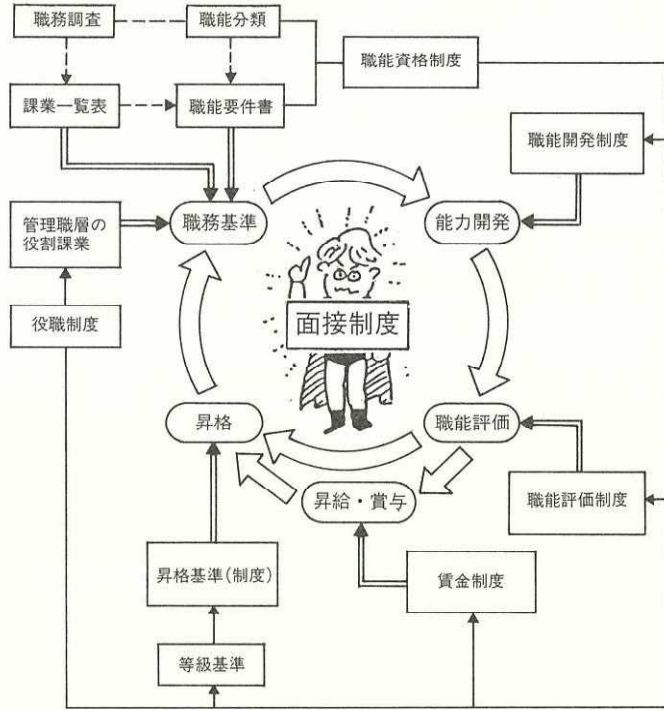 職務調査
職能分類
職能資格制度
課業一覧表
職能要件書
職能開発制度
管理職層の
役割課業
職務基準
能力開発
役職制度
面接制度
昇格
職能評価
昇給・賞与
職能評価制度
昇格基準(制度)
賃金制度
等級基準